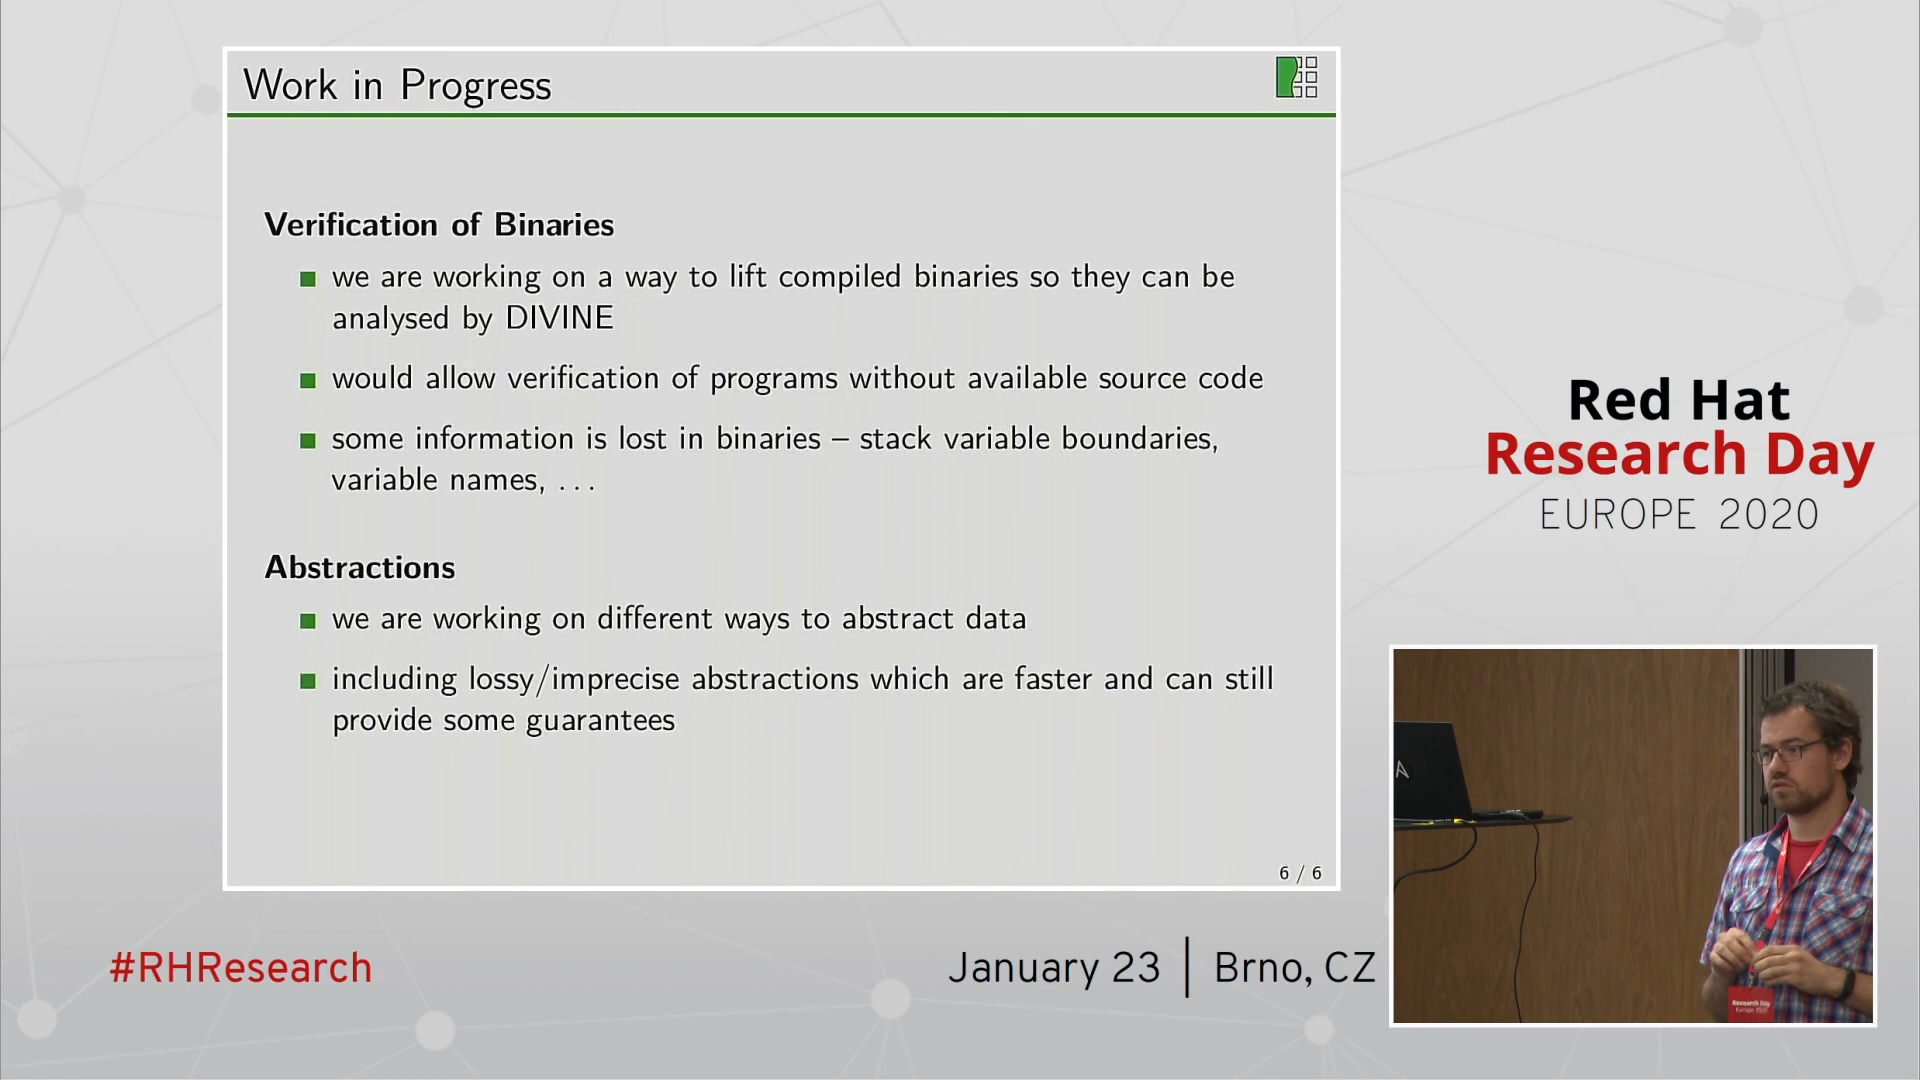 Work in Progress
Verification of Binaries
we are working on a way to lift compiled binaries so they can be
analysed by DIVINE
would allow verification of programs without available source code
some information is lost in binaries – stack variable boundaries,
variable names, . . .
Abstractions
we are working on different ways to abstract data
including lossy/imprecise abstractions which are faster and can still
provide some guarantees
6 / 6
Red Hat
Research Day
EUROPE 2020
Research Day
Europe 2020
#RHResearch
January 23 | Brno, CZ